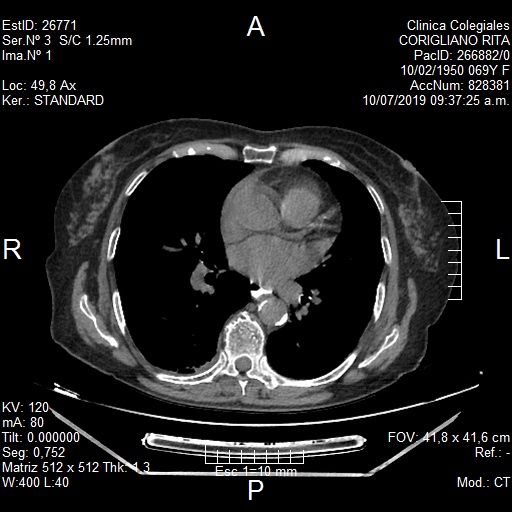 EstID: 26771
Ser.Nº 3 S/C 1.25mm
Ima.Nº 1
Loc: 49,8 Ax
Ker.: STANDARD
A
Clinica Colegiales
CORIGLIANO RITA
PacID: 266882/0
10/02/1950 069Y F
AccNum: 828381
10/07/2019 09:37:25 a.m.
R
L
KV: 120
mA: 80
Tilt: 0.000000
Seg: 0,752
Matriz 512 x 512 Thk: 1.3
W:400 L:40
Esc 1=10 mm
P
FOV: 41,8 x 41,6 cm
Ref.: -
Mod.: CT